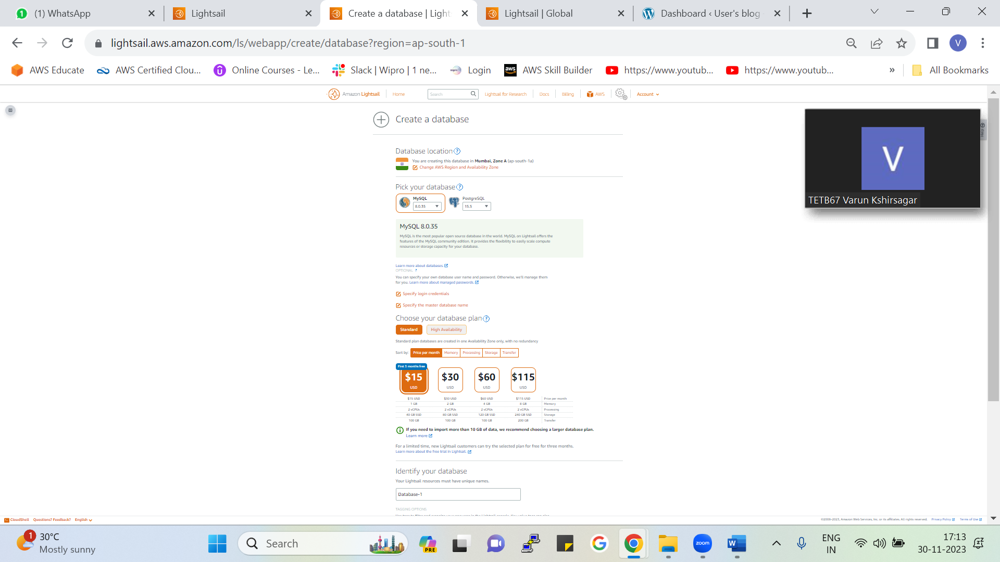 (1) WhatsApp
Lightsail
Create a database | Light
Lightsail | Global
Dashboard ‹ User's blog
lightsail.aws.amazon.com/ls/webapp/create/database?region=ap-south-1
V
AWS Educate
AWS Certified Clou...
Online Courses - Le...
Slack | Wipro | 1 ne...
Login
AWS Skill Builder
https://www.youtub...
https://www.youtub...
»
All Bookmarks
Amazon Lightsail
Home
Search
Lightsail for Research
Docs
Billing
AWS
Account
Help
Create a database
V
TETB67 Varun Kshirsagar
Database location ?
You are creating this database in Mumbai, Zone A (ap-south-1a)
Change AWS Region and Availability Zone
Pick your database ?
MySQL
8.0.35
PostgreSQL
15.5
MySQL 8.0.35
MySQL is the most popular open source database in the world. MySQL on Lightsail offers the
features of the MySQL community edition. It provides the flexibility to easily scale compute
resources or storage capacity for your database.
Learn more about databases.
OPTIONAL ?
You can specify your own database user name and password. Otherwise, we'll manage them
for you. Learn more about managed passwords.
Specify login credentials
Specify the master database name
Choose your database plan ?
Standard
High Availability
Standard plan databases are created in one Availability Zone only, with no redundancy
Sort by: Price per month Memory Processing Storage Transfer
First 3 months free
$15 $30 $60 $115
USD USD USD USD
$15 USD $30 USD $60 USD $115 USD Price per month
1 GB 2 GB 4 GB 8 GB Memory
2 vCPUs 2 vCPUs 2 vCPUs 2 vCPUs Processing
40 GB SSD 80 GB SSD 120 GB SSD 240 GB SSD Storage
100 GB 100 GB 100 GB 200 GB Transfer
If you need to import more than 10 GB of data, we recommend choosing a larger database plan.
Learn more
For a limited time, new Lightsail customers can try the selected plan for free for three months.
Learn more about the free trial in Lightsail.
Identify your database
Your Lightsail resources must have unique names.
Database-1
TAGGING OPTIONS
CloudShell Questions? Feedback? English
©2008-2023, Amazon Web Services, Inc. or its affiliates. All rights reserved. Privacy Policy Terms of Use
1
30°C
Mostly sunny
Search
PRE
zoom
W
ENG
IN
17:13
30-11-2023